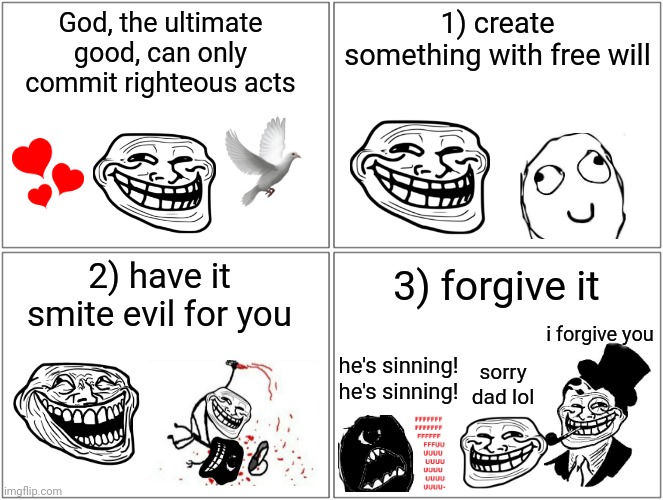 God, the ultimate
good, can only
commit righteous acts
1) create
something with free will
2) have it
smite evil for you
3) forgive it
i forgive you
he's sinning!
he's sinning!
sorry
dad lol
FFFFFFF
FFFFFFF
FFFFFF
FFFUU
UUUU
UUUU
UUUU
UUUU
UUUU-
imgflip.com